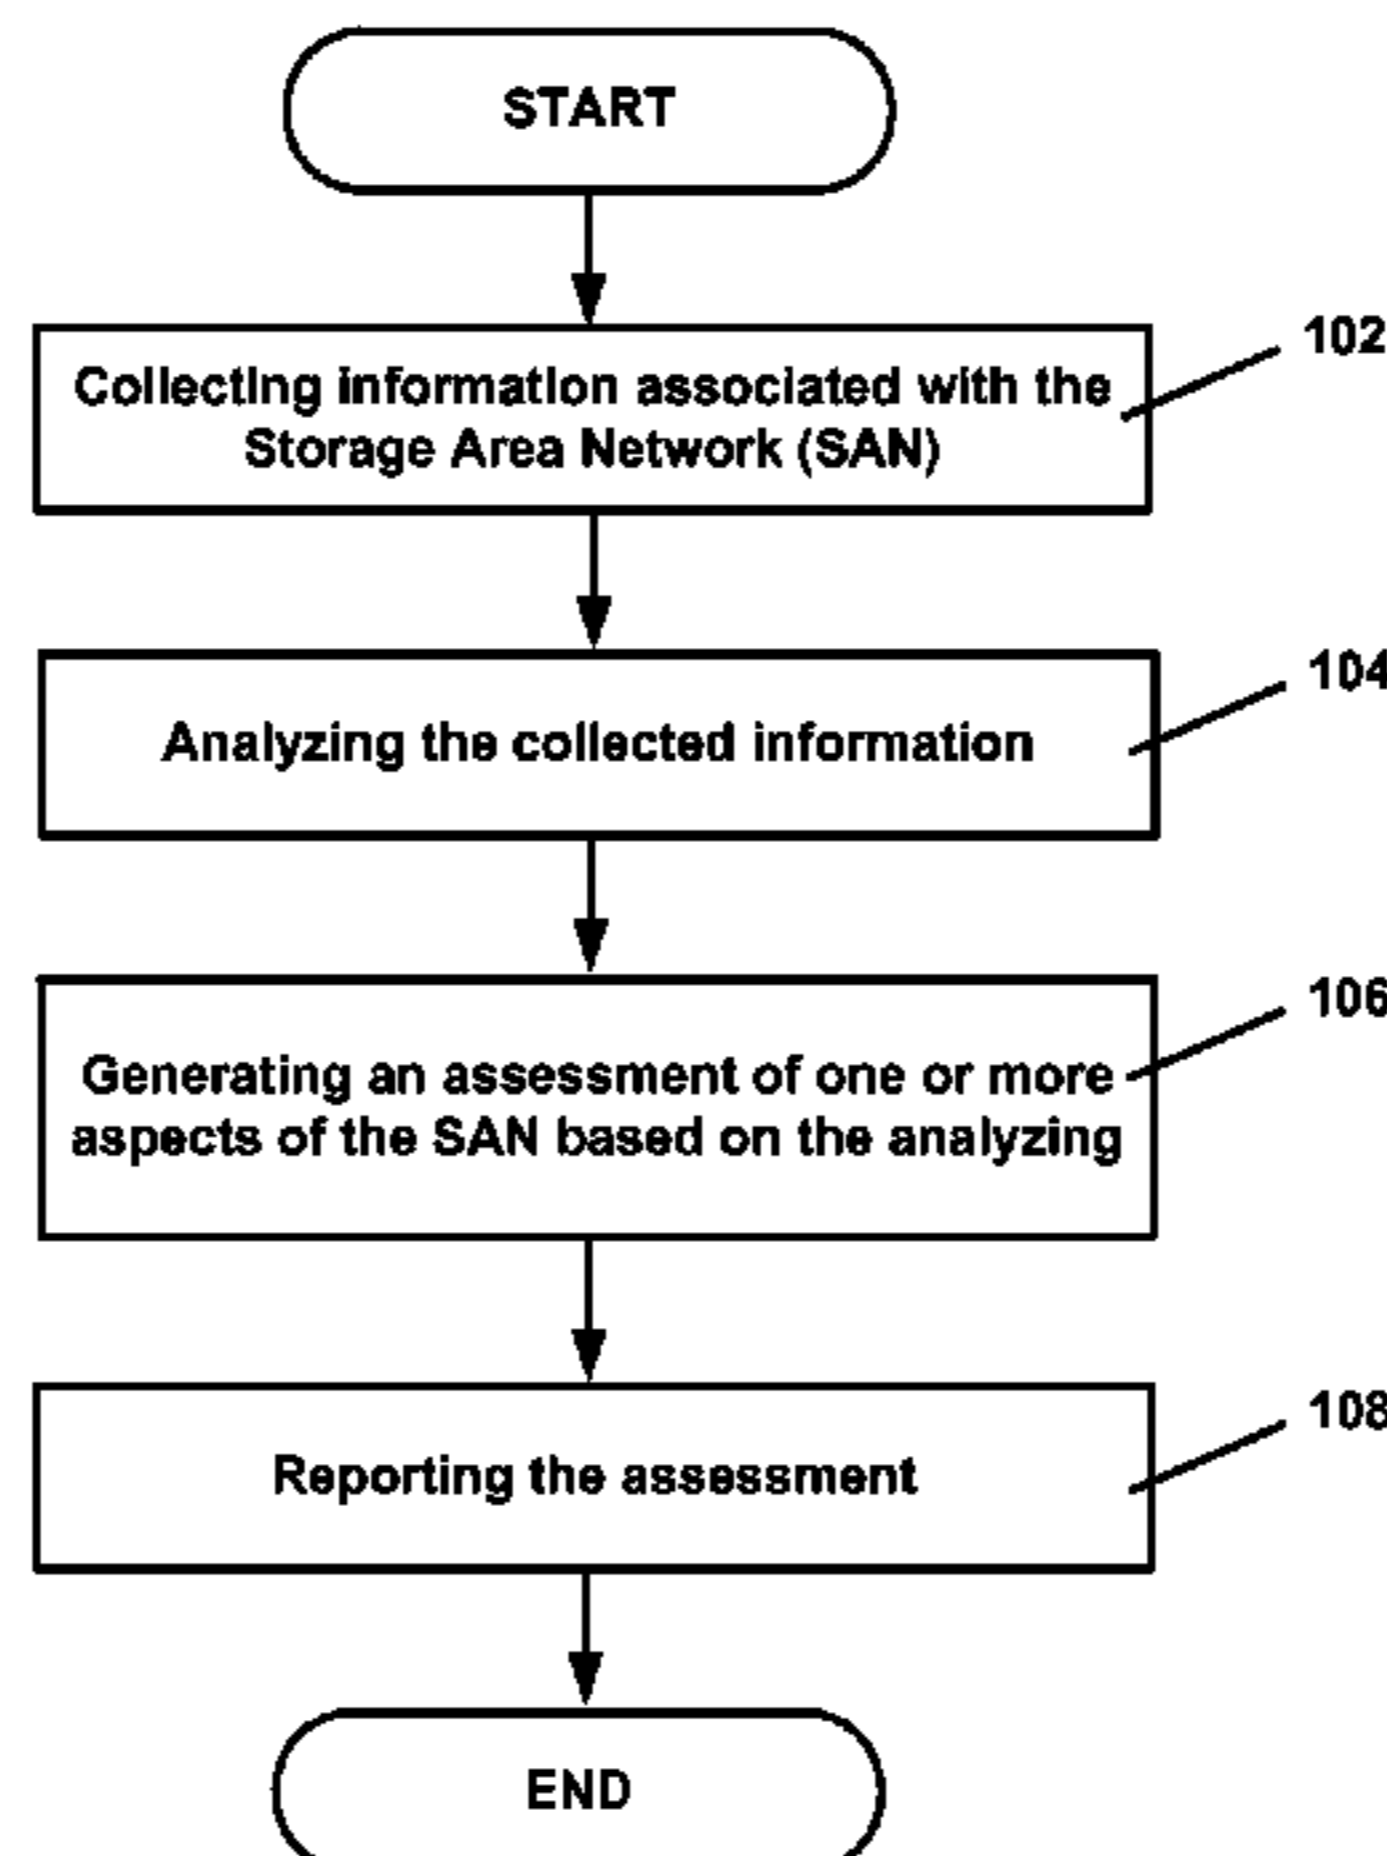 START
102
Collecting information associated with the
Storage Area Network (SAN)
104
Analyzing the collected information
106
Generating an assessment of one or more
aspects of the SAN based on the analyzing
108
Reporting the assessment
END